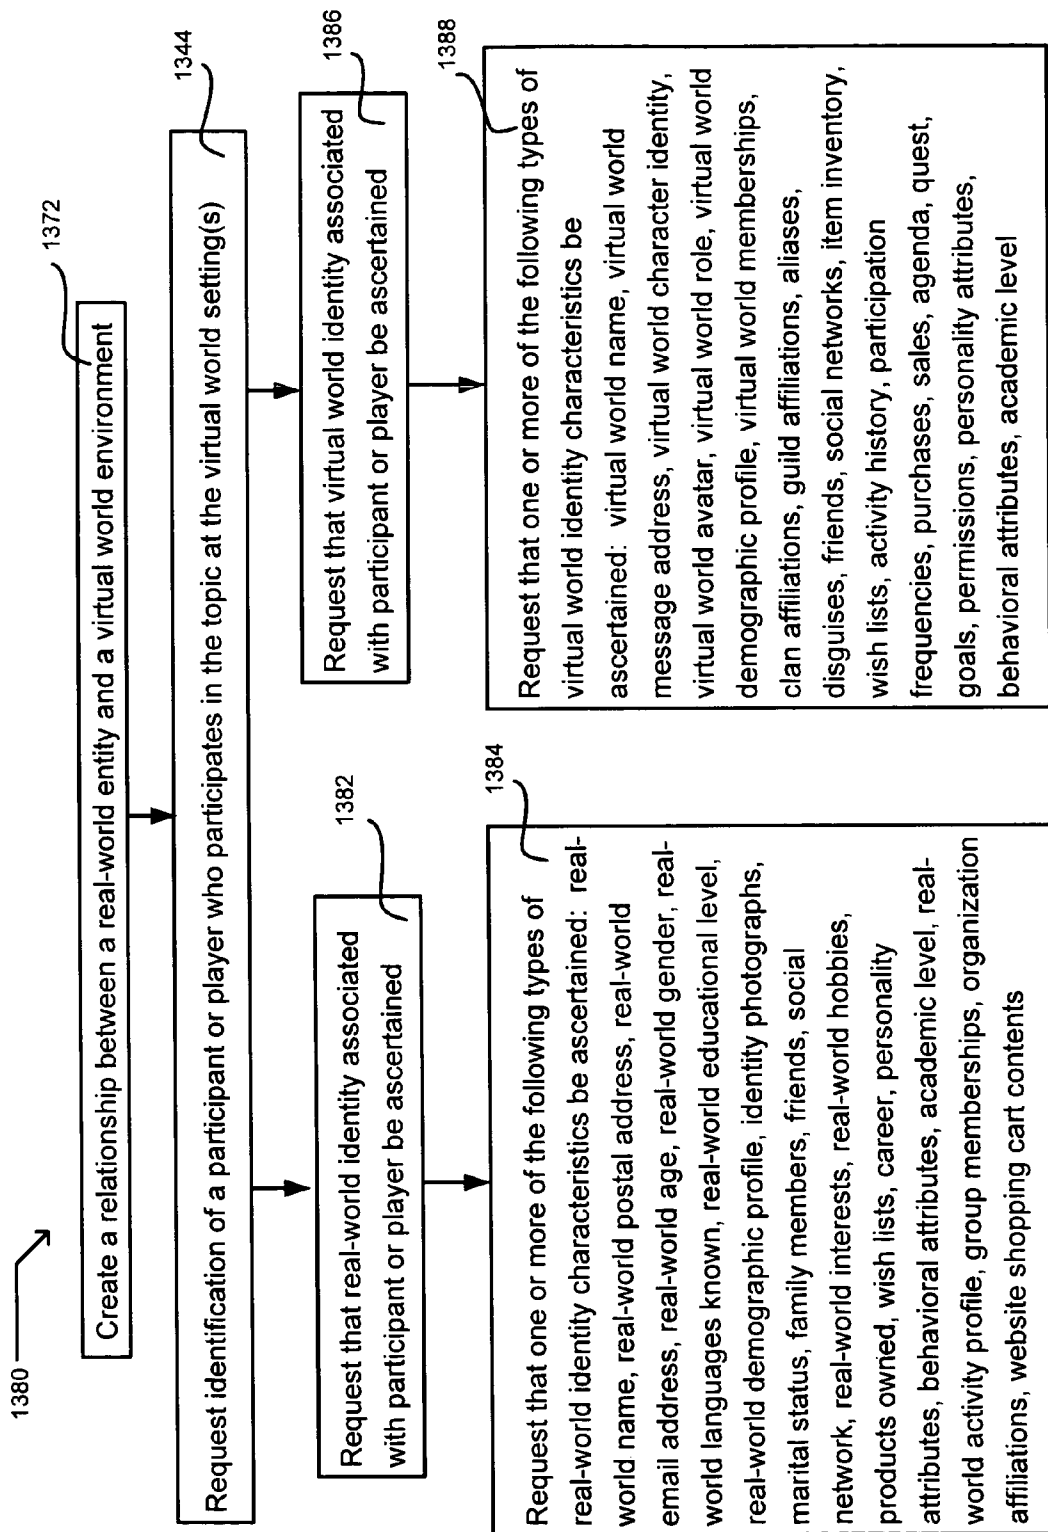 1380
Create a relationship between a real-world entity and a virtual world environment
1372
Request identification of a participant or player who participates in the topic at the virtual world setting(s)
1344
Request that real-world identity associated
with participant or player be ascertained
1382
Request that one or more of the following types of
real-world identity characteristics be ascertained: real-
world name, real-world postal address, real-world
email address, real-world age, real-world gender, real-
world languages known, real-world educational level,
real-world demographic profile, identity photographs,
marital status, family members, friends, social
network, real-world interests, real-world hobbies,
products owned, wish lists, career, personality
attributes, behavioral attributes, academic level, real-
world activity profile, group memberships, organization
affiliations, website shopping cart contents
1384
Request that virtual world identity associated
with participant or player be ascertained
1386
Request that one or more of the following types of
virtual world identity characteristics be
ascertained: virtual world name, virtual world
message address, virtual world character identity,
virtual world avatar, virtual world role, virtual world
demographic profile, virtual world memberships,
clan affiliations, guild affiliations, aliases,
disguises, friends, social networks, item inventory,
wish lists, activity history, participation
frequencies, purchases, sales, agenda, quest,
goals, permissions, personality attributes,
behavioral attributes, academic level
1388